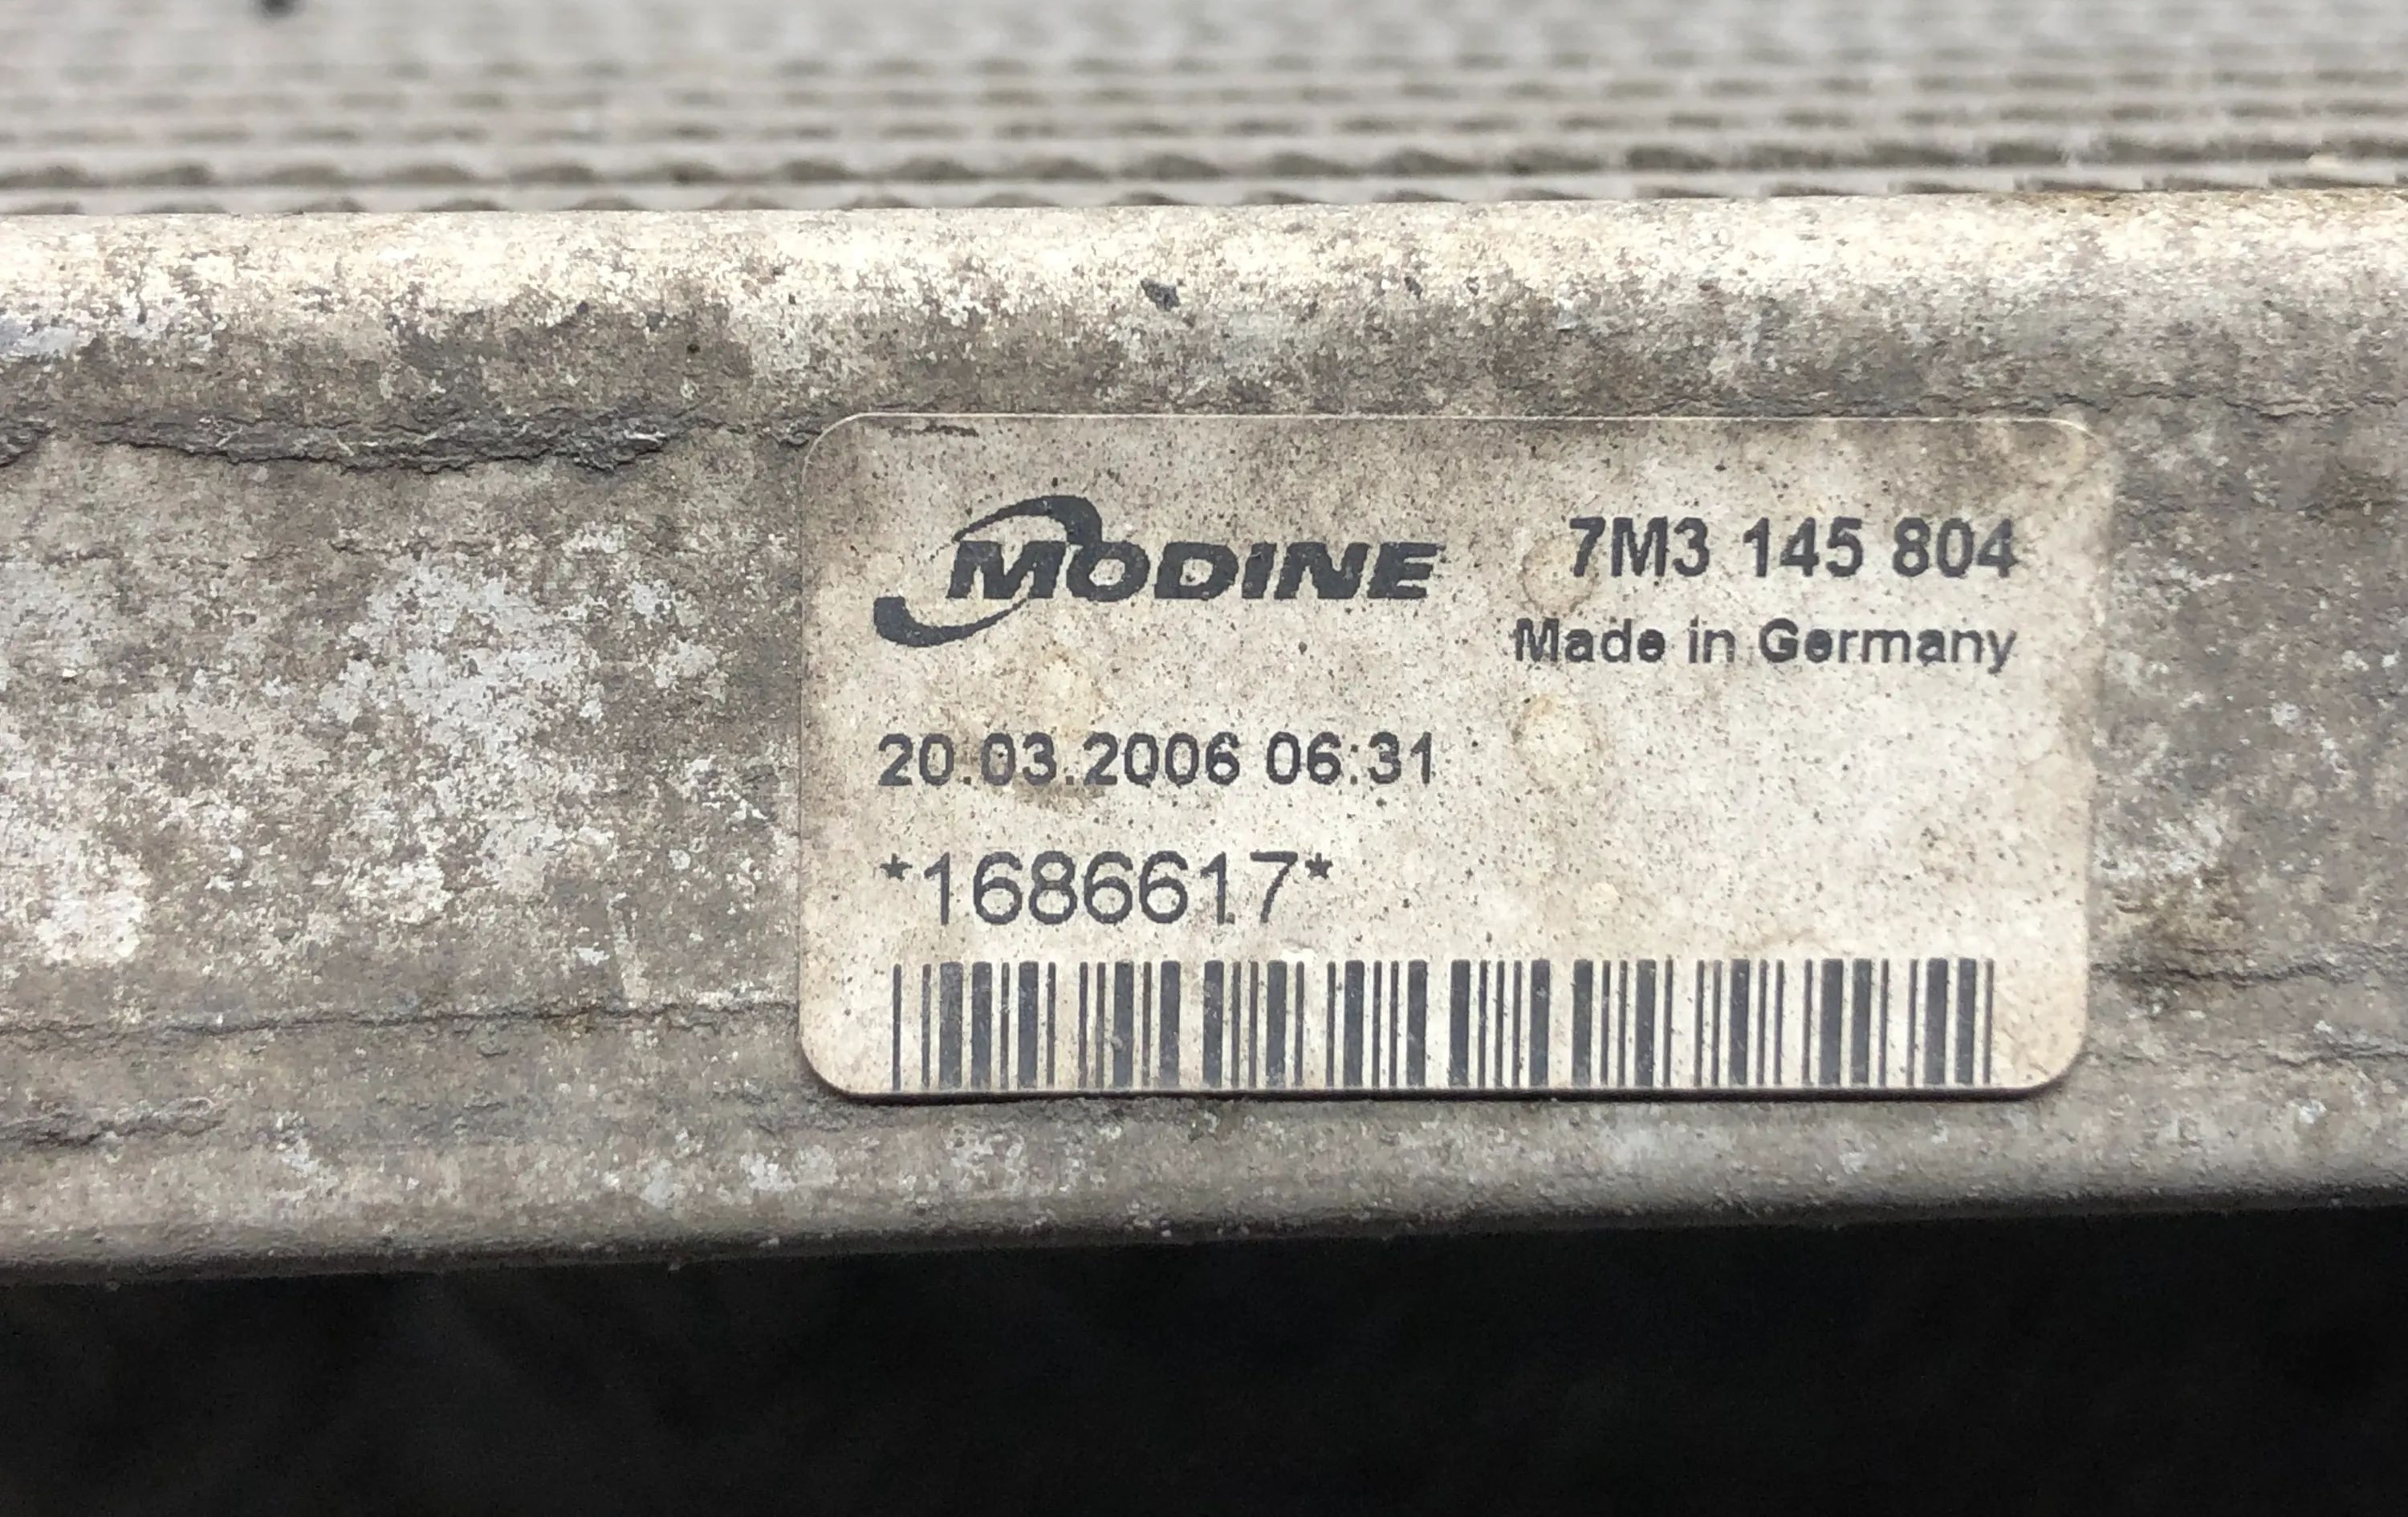 MODINE
7M3 145 804
Made in Germany
20.03.2006 06:31
*1686617*